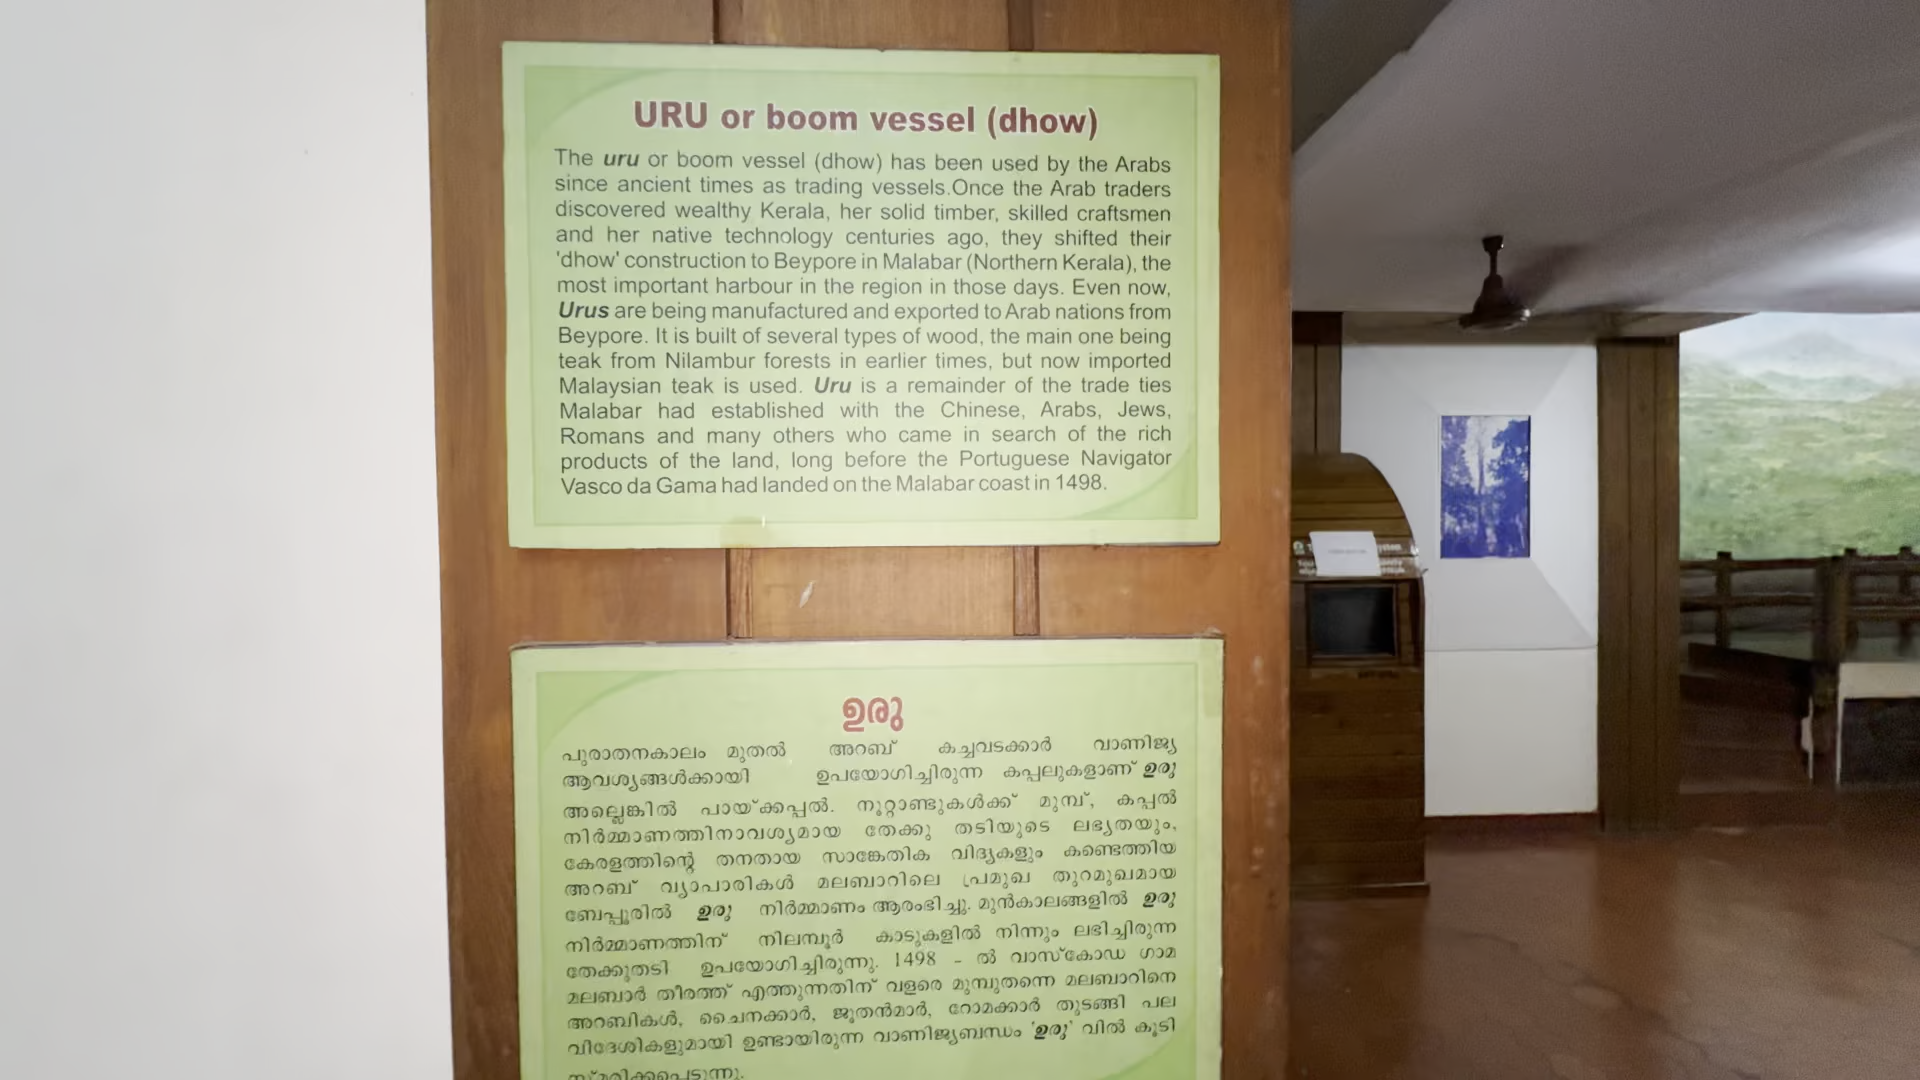 URU or boom vessel (dhow)
The uru or boom vessel (dhow) has been used by the Arabs
since ancient times as trading vessels.Once the Arab traders
discovered wealthy Kerala, her solid timber, skilled craftsmen
and her native technology centuries ago, they shifted their
'dhow' construction to Beypore in Malabar (Northern Kerala), the
most important harbour in the region in those days. Even now,
Urus are being manufactured and exported to Arab nations from
Beypore. It is built of several types of wood, the main one being
teak from Nilambur forests in earlier times, but now imported
Malaysian teak is used. Uru is a remainder of the trade ties
Malabar had established with the Chinese, Arabs, Jews,
Romans and many others who came in search of the rich
products of the land, long before the Portuguese Navigator
Vasco da Gama had landed on the Malabar coast in 1498.
ഉരു
പുരാതനകാലം മുതൽ അറബ് കച്ചവടക്കാർ വാണിജ്യ
ആവശ്യങ്ങൾക്കായി ഉപയോഗിച്ചിരുന്ന കപ്പലുകളാണ് ഉരു
അല്ലെങ്കിൽ പായ്ക്കപ്പൽ. നൂറ്റാണ്ടുകൾക്ക് മുമ്പ്, കപ്പൽ
നിർമ്മാണത്തിനാവശ്യമായ തേക്കു തടിയുടെ ലഭ്യതയും,
കേരളത്തിന്റെ തനതായ സാങ്കേതിക വിദ്യകളും കണ്ടെത്തിയ
അറബ് വ്യാപാരികൾ മലബാറിലെ പ്രമുഖ തുറമുഖമായ
ബേപ്പൂരിൽ ഉരു നിർമ്മാണം ആരംഭിച്ചു. മുൻകാലങ്ങളിൽ ഉരു
നിർമ്മാണത്തിന് നിലമ്പൂർ കാടുകളിൽ നിന്നും ലഭിച്ചിരുന്ന
തേക്കുതടി ഉപയോഗിച്ചിരുന്നു. 1498 - ൽ വാസ്കോഡ ഗാമ
മലബാർ തീരത്ത് എത്തുന്നതിന് വളരെ മുമ്പുതന്നെ മലബാറിനെ
അറബികൾ, ചൈനക്കാർ, ജൂതൻമാർ, റോമക്കാർ തുടങ്ങി പല
വിദേശികളുമായി ഉണ്ടായിരുന്ന വാണിജ്യബന്ധം 'ഉരു' വിൽ കൂടി
സ്മരിക്കപ്പെടുന്നു.